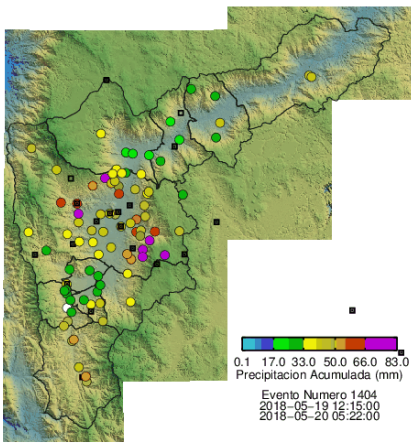 0.1 17.0 33.0 50.0 66.0 83.0
Precipitacion Acumulada (mm)
Evento Numero 1404
2018-05-19 12:15:00
2018-05-20 05:22:00